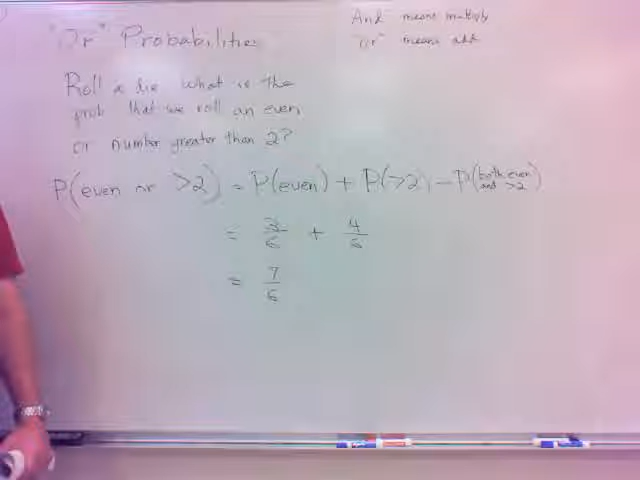 "Or" Probabilities
And means multiply
"Or" means add
Roll a die what is the
prob that we roll an even
or number greater than 2?
P(even or >2) = P(even) + P(>2) - P(both even and >2)
= 3/6 + 4/6
= 7/6